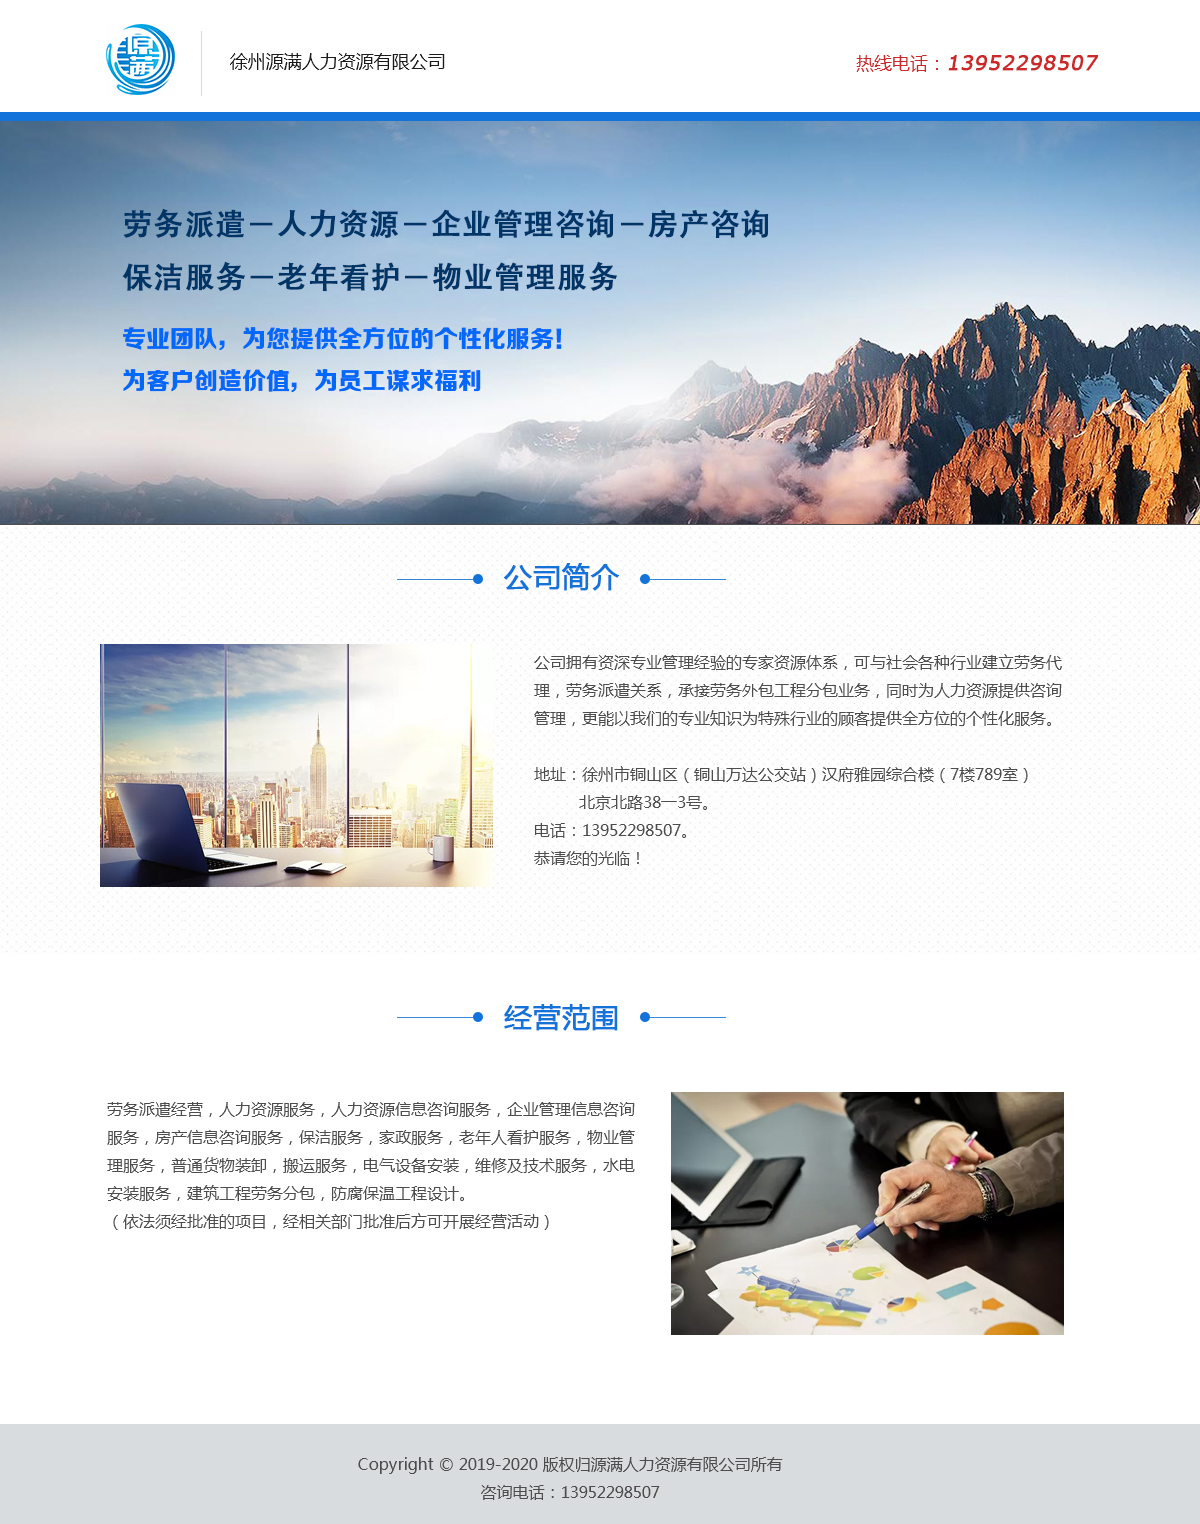 源满
徐州源满人力资源有限公司
热线电话：13952298507
劳务派遣－人力资源－企业管理咨询－房产咨询
保洁服务－老年看护－物业管理服务
专业团队，为您提供全方位的个性化服务！
为客户创造价值，为员工谋求福利
公司简介
公司拥有资深专业管理经验的专家资源体系，可与社会各种行业建立劳务代
理，劳务派遣关系，承接劳务外包工程分包业务，同时为人力资源提供咨询
管理，更能以我们的专业知识为特殊行业的顾客提供全方位的个性化服务。
地址：徐州市铜山区（铜山万达公交站）汉府雅园综合楼（7楼789室）
北京北路38一3号。
电话：13952298507。
恭请您的光临！
经营范围
劳务派遣经营，人力资源服务，人力资源信息咨询服务，企业管理信息咨询
服务，房产信息咨询服务，保洁服务，家政服务，老年人看护服务，物业管
理服务，普通货物装卸，搬运服务，电气设备安装，维修及技术服务，水电
安装服务，建筑工程劳务分包，防腐保温工程设计。
（依法须经批准的项目，经相关部门批准后方可开展经营活动）
Copyright © 2019-2020 版权归源满人力资源有限公司所有
咨询电话：13952298507